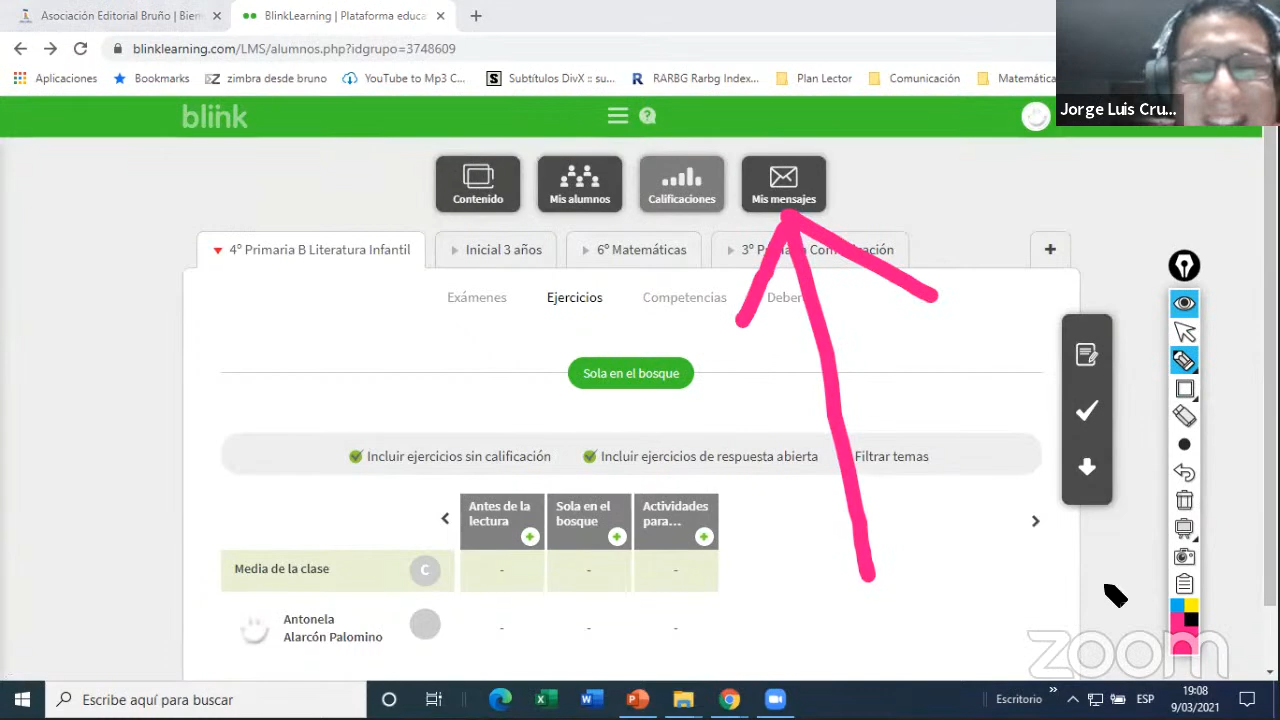 Asociación Editorial Bruño | Bien
BlinkLearning | Plataforma educa
blinklearning.com/LMS/alumnos.php?idgrupo=3748609
Aplicaciones
Bookmarks
zimbra desde bruno
YouTube to Mp3 C...
Subtítulos DivX :: su...
RARBG Rarbg Index...
Plan Lector
Comunicación
Matemática
Jorge Luis Cru...
blink
Contenido
Mis alumnos
Calificaciones
Mis mensajes
4º Primaria B Literatura Infantil
Inicial 3 años
6º Matemáticas
Exámenes
Ejercicios
Competencias
Sola en el bosque
Incluir ejercicios sin calificación
Incluir ejercicios de respuesta abierta
Filtrar temas
Antes de la
lectura
Sola en el
bosque
Actividades
para...
Media de la clase
C
-
-
-
Antonela
Alarcón Palomino
-
-
-
zoom
Escribe aquí para buscar
Escritorio
ESP
19:08
9/03/2021